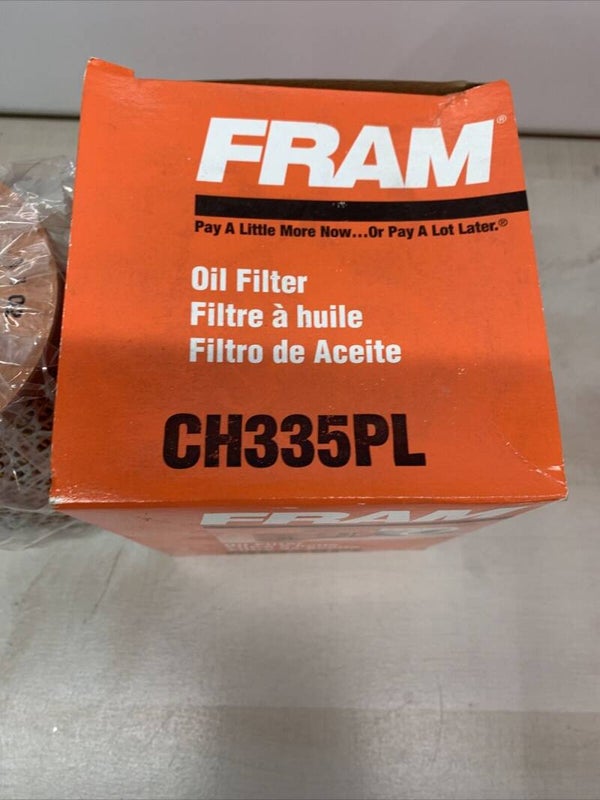 FRAM®
Pay A Little More Now...Or Pay A Lot Later.®
Oil Filter
Filtre à huile
Filtro de Aceite
CH335PL
FRAM